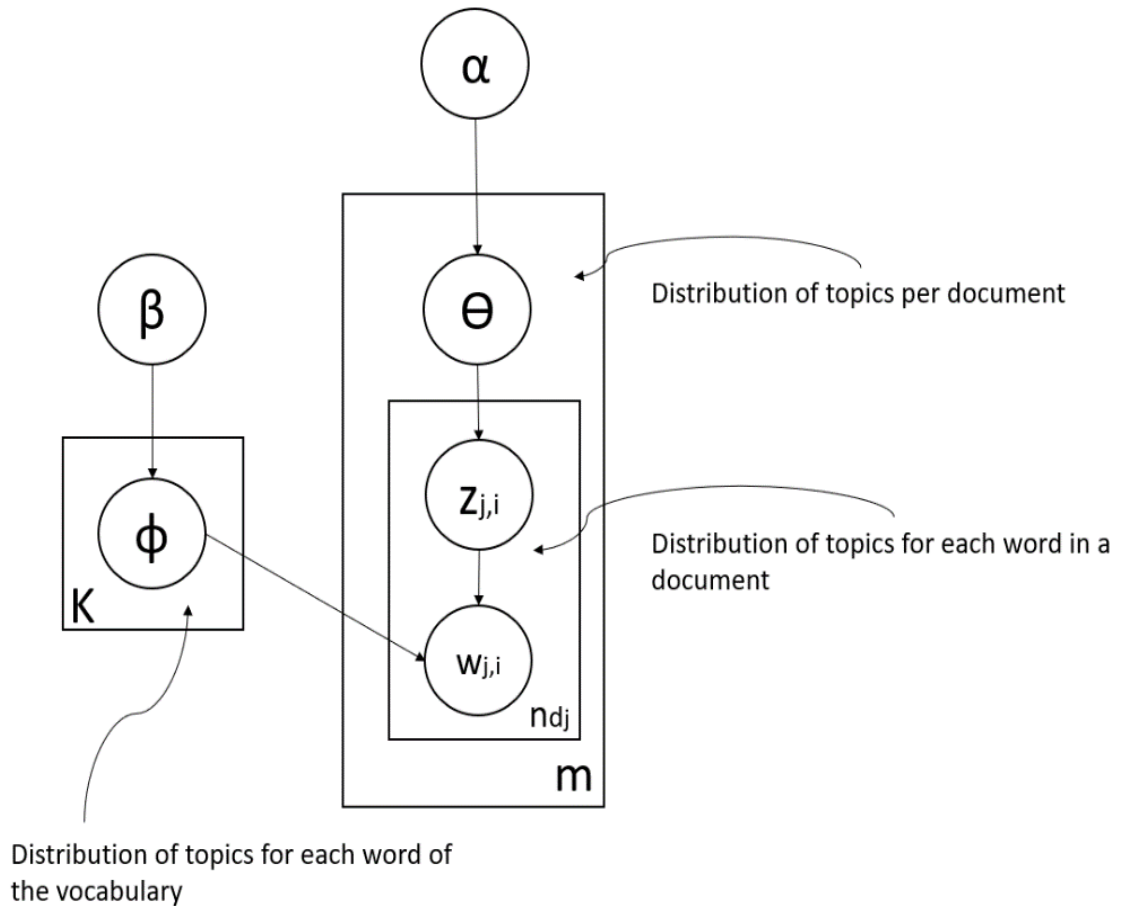 α
β
ϴ
Distribution of topics per document
Zj,i
ϕ
K
Distribution of topics for each word in a
document
wj,i
ndj
m
Distribution of topics for each word of
the vocabulary